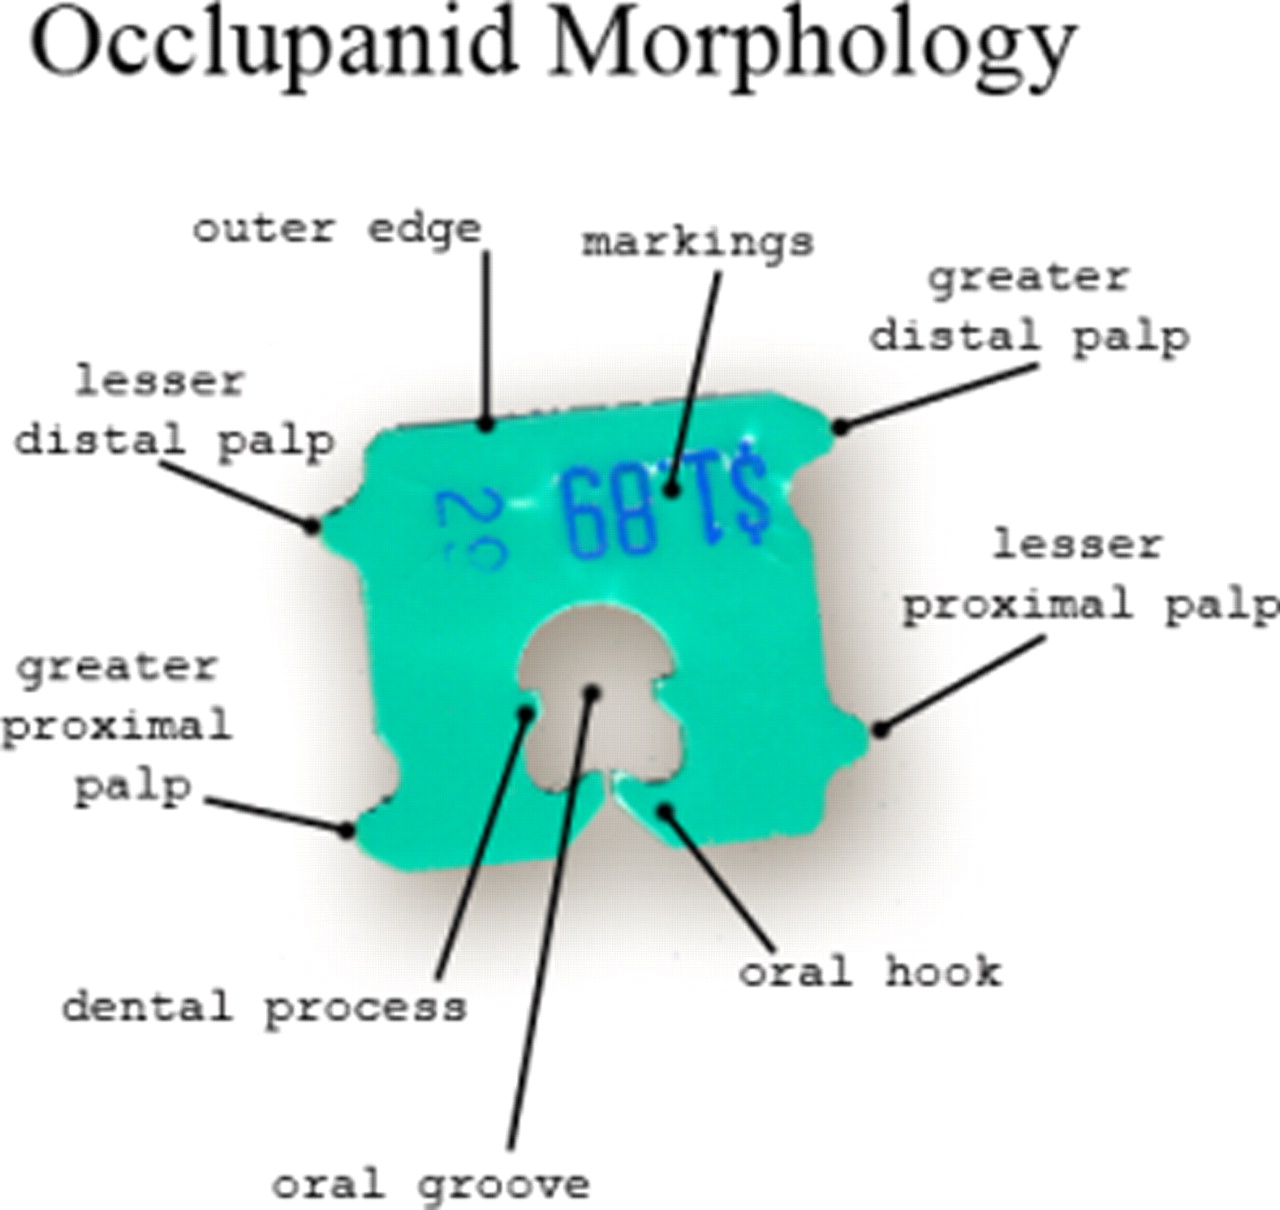 Occlupanid Morphology
outer edge
markings
greater
distal palp
lesser
distal palp
$1.89
28
lesser
proximal palp
greater
proximal
palp
oral hook
dental process
oral groove